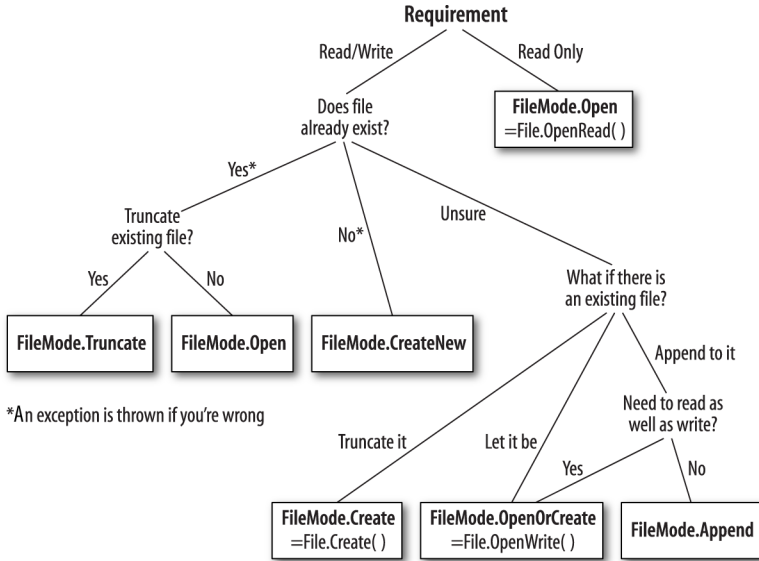 Requirement
Read/Write
Read Only
Does file
already exist?
FileMode.Open
=File.OpenRead( )
Yes*
No*
Unsure
Truncate
existing file?
Yes
No
What if there is
an existing file?
FileMode.Truncate
FileMode.Open
FileMode.CreateNew
Append to it
*An exception is thrown if you're wrong
Need to read as
well as write?
Truncate it
Let it be
Yes
No
FileMode.Create
=File.Create( )
FileMode.OpenOrCreate
=File.OpenWrite( )
FileMode.Append